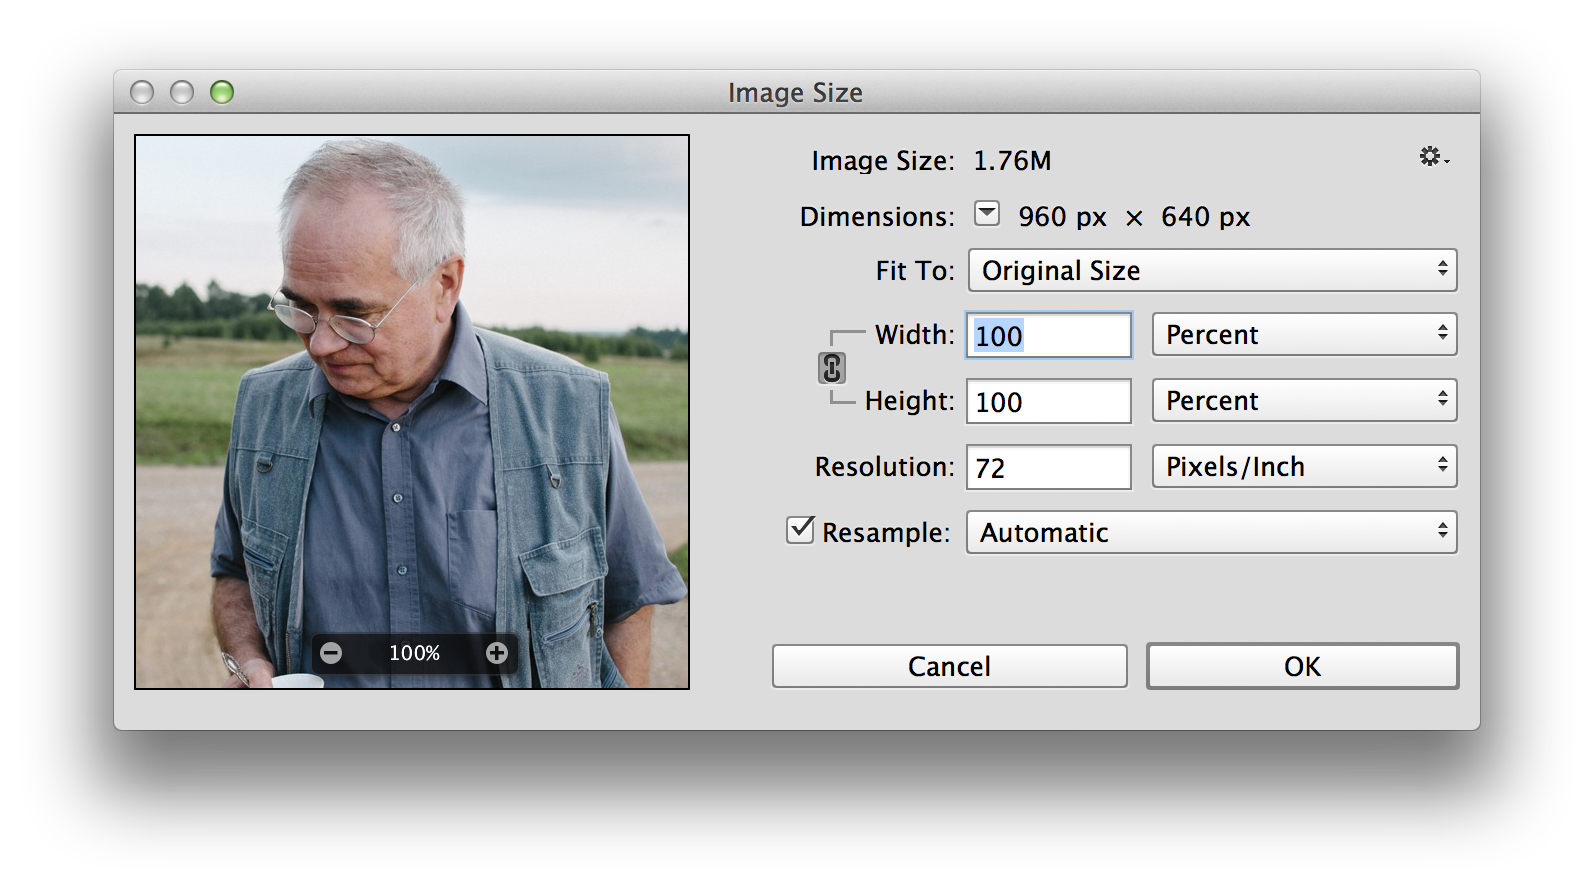 Image Size
Image Size: 1.76M
Dimensions: 960 px × 640 px
Fit To: Original Size
Width: 100 Percent
Height: 100 Percent
Resolution: 72 Pixels/Inch
Resample: Automatic
100%
Cancel OK